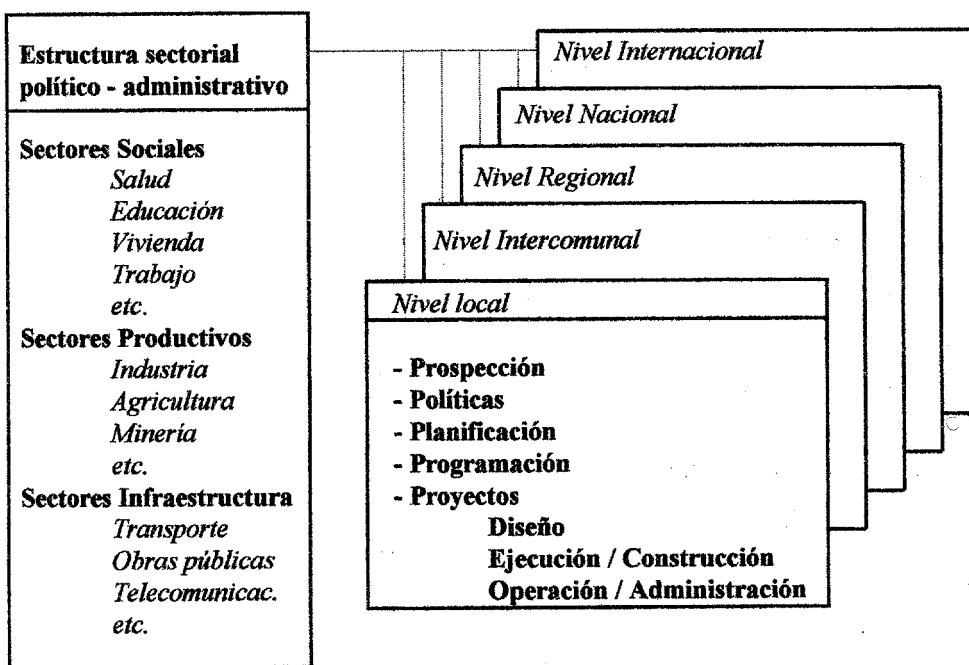 Estructura sectorial
político - administrativo
Sectores Sociales
Salud
Educación
Vivienda
Trabajo
etc.
Sectores Productivos
Industria
Agricultura
Minería
etc.
Sectores Infraestructura
Transporte
Obras públicas
Telecomunicac.
etc.
Nivel Internacional
Nivel Nacional
Nivel Regional
Nivel Intercomunal
Nivel local
- Prospección
- Políticas
- Planificación
- Programación
- Proyectos
Diseño
Ejecución / Construcción
Operación / Administración